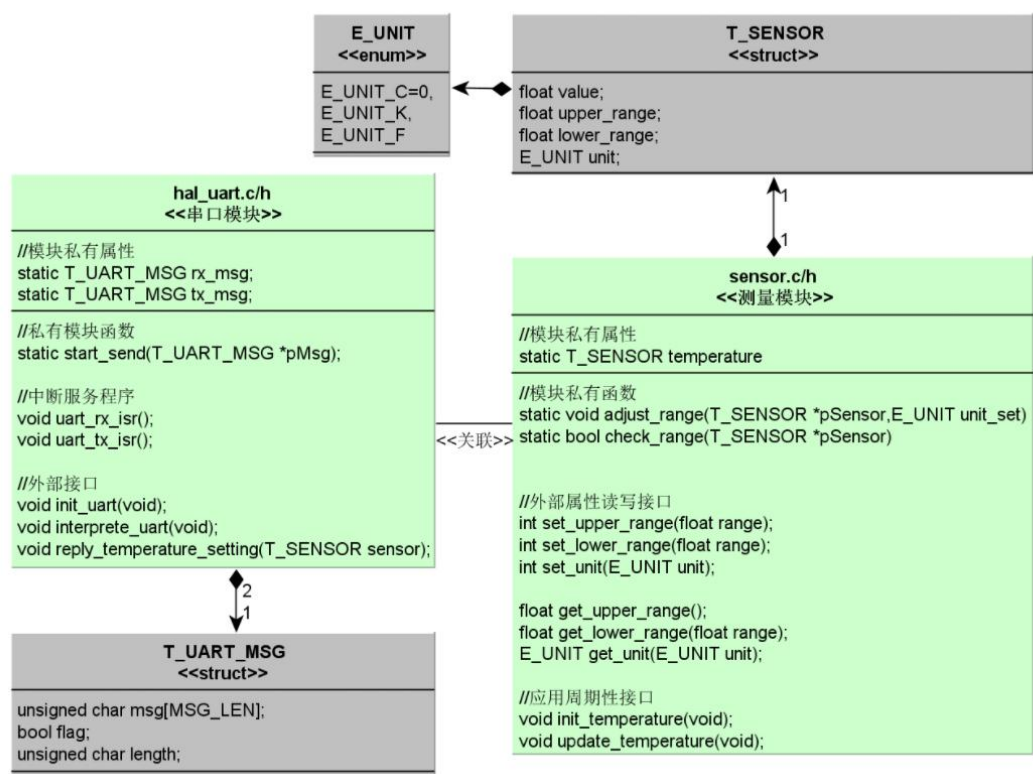 E_UNIT
<<enum>>
E_UNIT_C=0,
E_UNIT_K,
E_UNIT_F
T_SENSOR
<<struct>>
float value;
float upper_range;
float lower_range;
E_UNIT unit;
hal_uart.c/h
<<串口模块>>
//模块私有属性
static T_UART_MSG rx_msg;
static T_UART_MSG tx_msg;
//私有模块函数
static start_send(T_UART_MSG *pMsg);
//中断服务程序
void uart_rx_isr();
void uart_tx_isr();
//外部接口
void init_uart(void);
void interprete_uart(void);
void reply_temperature_setting(T_SENSOR sensor);
<<关联>>
1
1
sensor.c/h
<<测量模块>>
//模块私有属性
static T_SENSOR temperature
//模块私有函数
static void adjust_range(T_SENSOR *pSensor,E_UNIT unit_set)
static bool check_range(T_SENSOR *pSensor)
//外部属性读写接口
int set_upper_range(float range);
int set_lower_range(float range);
int set_unit(E_UNIT unit);
float get_upper_range();
float get_lower_range(float range);
E_UNIT get_unit(E_UNIT unit);
//应用周期性接口
void init_temperature(void);
void update_temperature(void);
2
1
T_UART_MSG
<<struct>>
unsigned char msg[MSG_LEN];
bool flag;
unsigned char length;